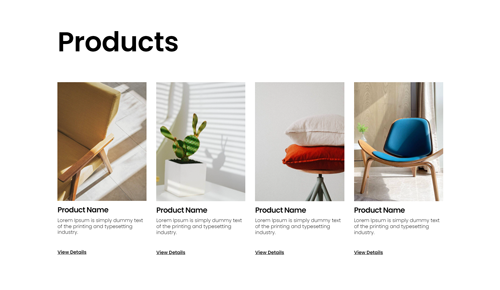 Products
Product Name
Lorem Ipsum is simply dummy text
of the printing and typesetting
industry.
View Details
Product Name
Lorem Ipsum is simply dummy text
of the printing and typesetting
industry.
View Details
Product Name
Lorem Ipsum is simply dummy text
of the printing and typesetting
industry.
View Details
Product Name
Lorem Ipsum is simply dummy text
of the printing and typesetting
industry.
View Details